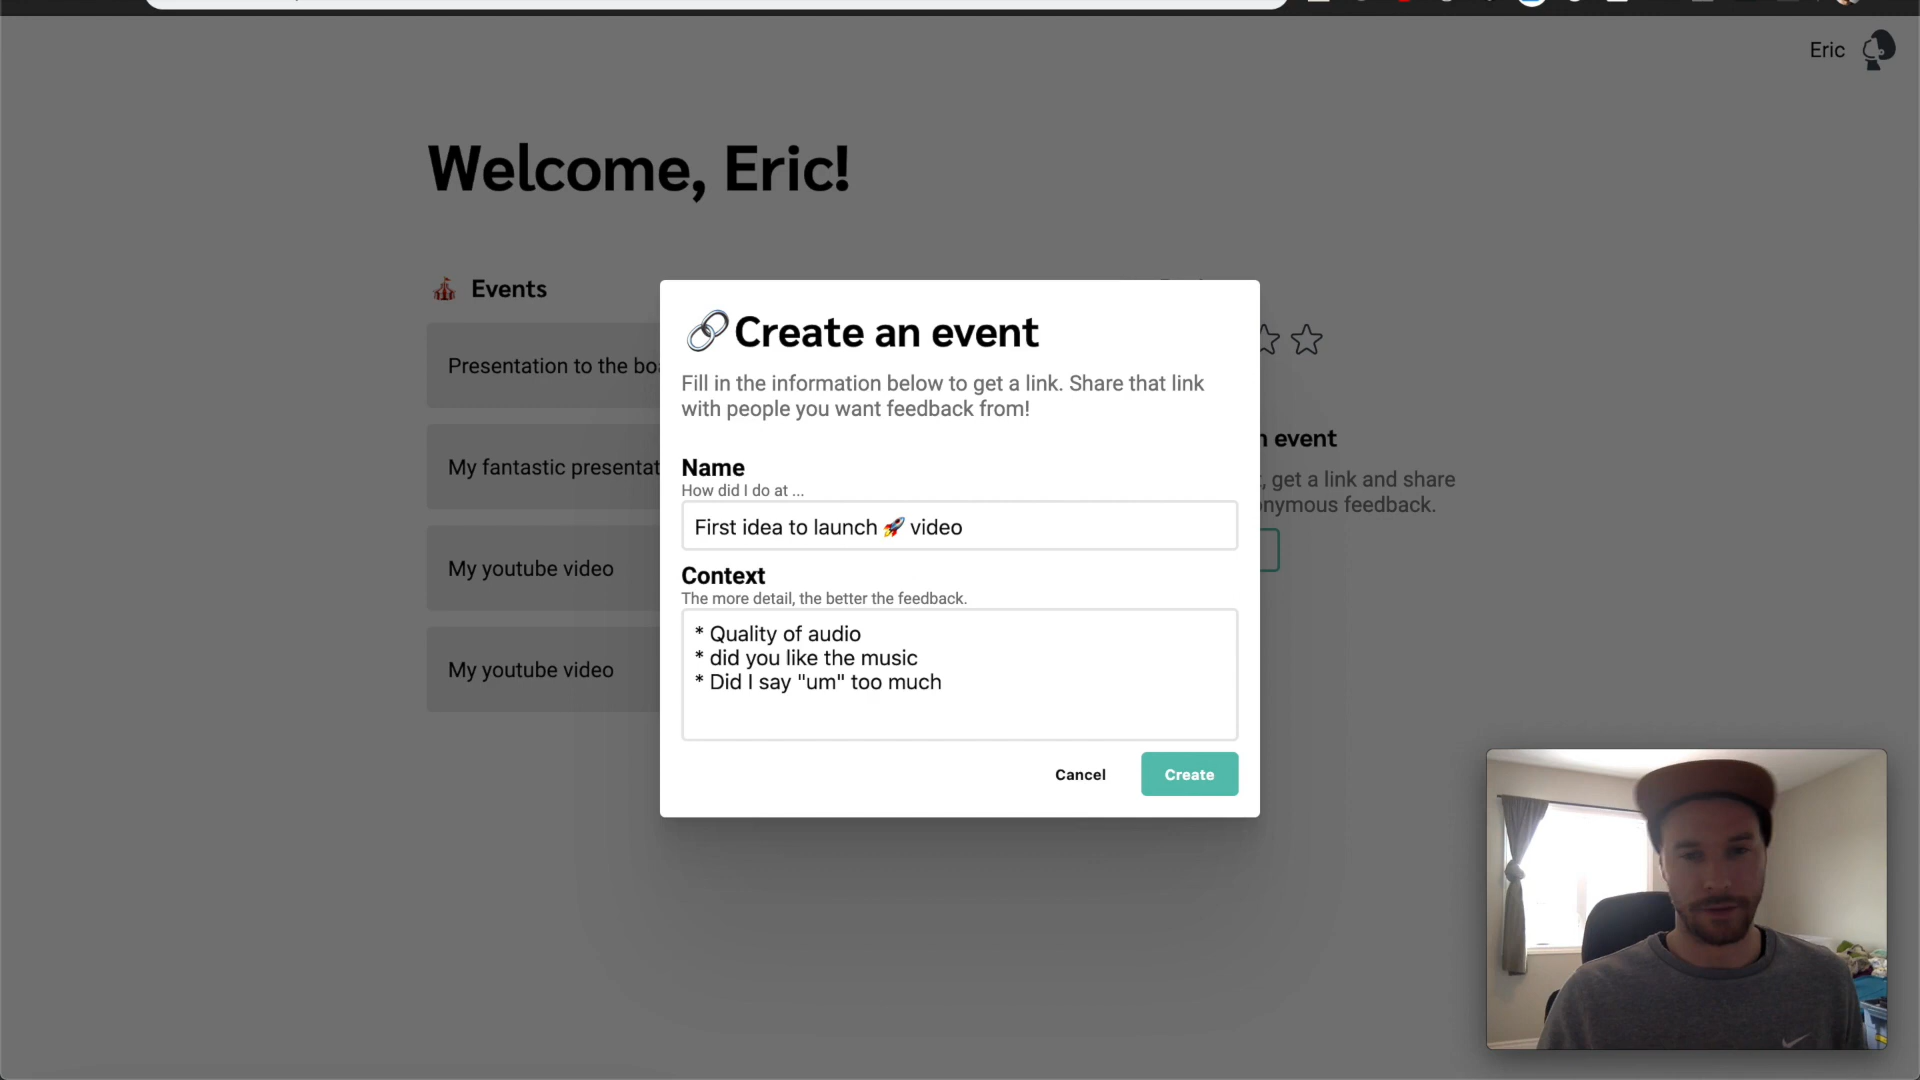 Eric
Welcome, Eric!
Events
Presentation to the bo
My fantastic presentat
My youtube video
My youtube video
🔗Create an event
Fill in the information below to get a link. Share that link
with people you want feedback from!
Name
How did I do at ...
First idea to launch 🚀 video
Context
The more detail, the better the feedback.
* Quality of audio
* did you like the music
* Did I say "um" too much
Cancel
Create
n event
, get a link and share
nymous feedback.